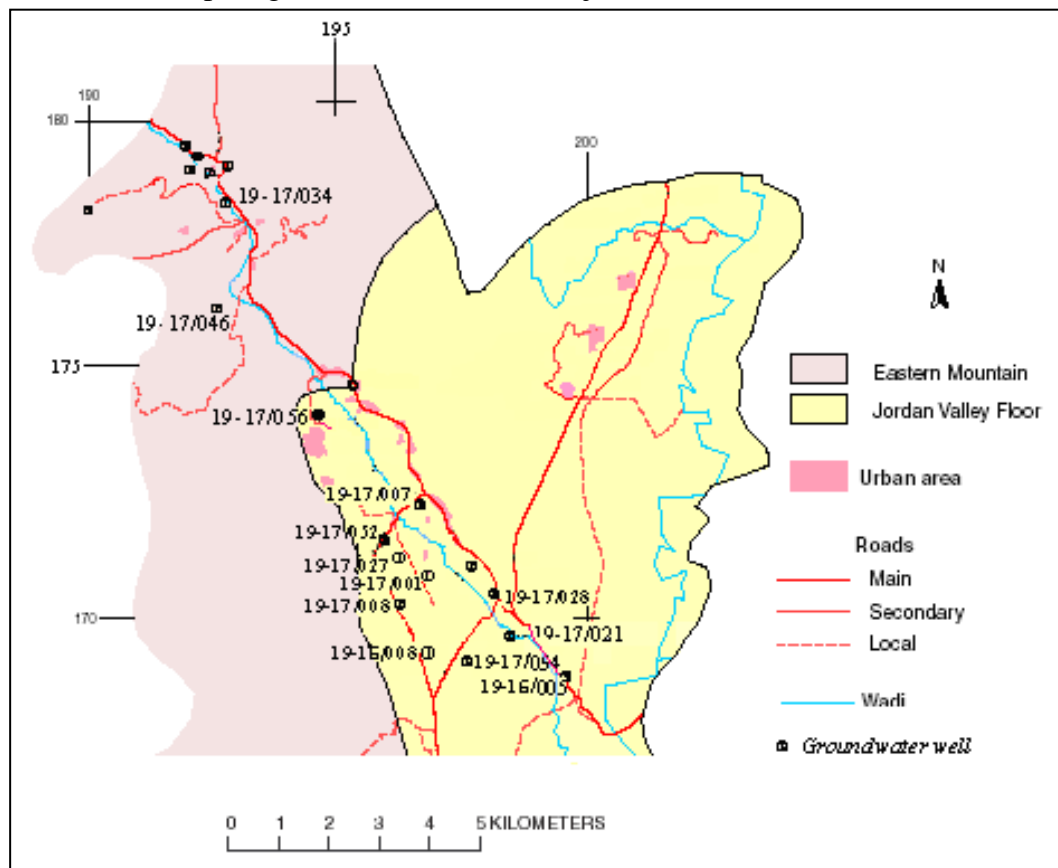 195
190
180
200
19 - 17/034
N
19 - 17/046
175
Eastern Mountain
Jordan Valley Floor
19 - 17/056
Urban area
19-17/007
19-17/052
Roads
19-17/027
Main
19-17/001
19-17/028
19-17/008
Secondary
170
19-17/021
Local
19-16/008
19-17/054
19-16/005
Wadi
Groundwater well
0 1 2 3 4 5 KILOMETERS